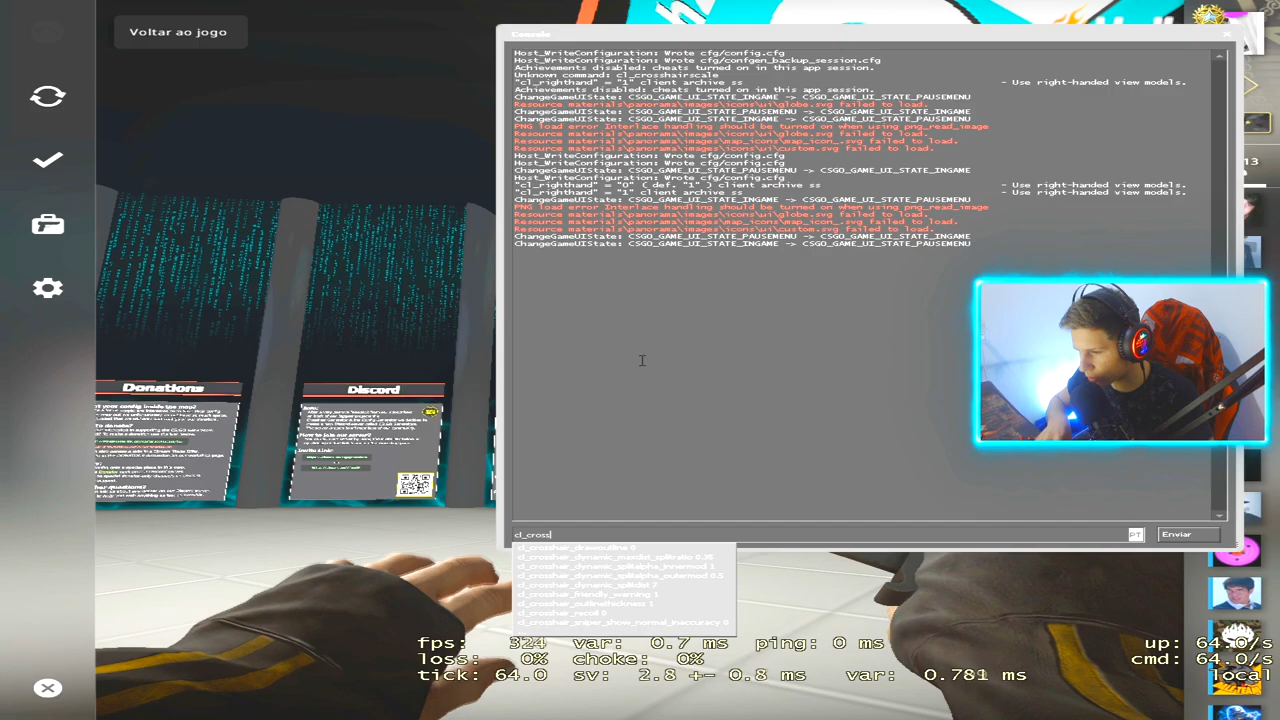 Voltar ao jogo
Console
Host_WriteConfiguration: Wrote cfg/config.cfg
Host_WriteConfiguration: Wrote cfg/confgen_backup_session.cfg
Achievements disabled: cheats turned on in this app session.
Unknown command: cl_crosshairscale
"cl_righthand" = "1" client archive ss - Use right-handed view models.
Achievements disabled: cheats turned on in this app session.
ChangeGameUIState: CSGO_GAME_UI_STATE_INGAME -> CSGO_GAME_UI_STATE_PAUSEMENU
Resource materials\panorama\images\icons\ui\globe.svg failed to load.
ChangeGameUIState: CSGO_GAME_UI_STATE_PAUSEMENU -> CSGO_GAME_UI_STATE_INGAME
ChangeGameUIState: CSGO_GAME_UI_STATE_INGAME -> CSGO_GAME_UI_STATE_PAUSEMENU
PNG load error Interlace handling should be turned on when using png_read_image
Resource materials\panorama\images\icons\ui\globe.svg failed to load.
Resource materials\panorama\images\map_icons\map_icon_.svg failed to load.
Resource materials\panorama\images\icons\ui\custom.svg failed to load.
Host_WriteConfiguration: Wrote cfg/config.cfg
Host_WriteConfiguration: Wrote cfg/config.cfg
ChangeGameUIState: CSGO_GAME_UI_STATE_PAUSEMENU -> CSGO_GAME_UI_STATE_INGAME
Host_WriteConfiguration: Wrote cfg/config.cfg
"cl_righthand" = "0" ( def. "1" ) client archive ss - Use right-handed view models.
"cl_righthand" = "1" client archive ss - Use right-handed view models.
ChangeGameUIState: CSGO_GAME_UI_STATE_INGAME -> CSGO_GAME_UI_STATE_PAUSEMENU
PNG load error Interlace handling should be turned on when using png_read_image
Resource materials\panorama\images\icons\ui\globe.svg failed to load.
Resource materials\panorama\images\map_icons\map_icon_.svg failed to load.
Resource materials\panorama\images\icons\ui\custom.svg failed to load.
ChangeGameUIState: CSGO_GAME_UI_STATE_PAUSEMENU -> CSGO_GAME_UI_STATE_INGAME
ChangeGameUIState: CSGO_GAME_UI_STATE_INGAME -> CSGO_GAME_UI_STATE_PAUSEMENU
13
Donations
Discord
cl_cross
PT
Enviar
cl_crosshair_drawoutline 0
cl_crosshair_dynamic_maxdist_splitratio 0.35
cl_crosshair_dynamic_splitalpha_innermod 1
cl_crosshair_dynamic_splitalpha_outermod 0.5
cl_crosshair_dynamic_splitdist 7
cl_crosshair_friendly_warning 1
cl_crosshair_outlinethickness 1
cl_crosshair_recoil 0
cl_crosshair_sniper_show_normal_inaccuracy 0
fps: 324 var: 0.7 ms ping: 0 ms up: 64.0/s
loss: 0% choke: 0% cmd: 64.0/s
tick: 64.0 sv: 2.8 +- 0.8 ms var: 0.781 ms local